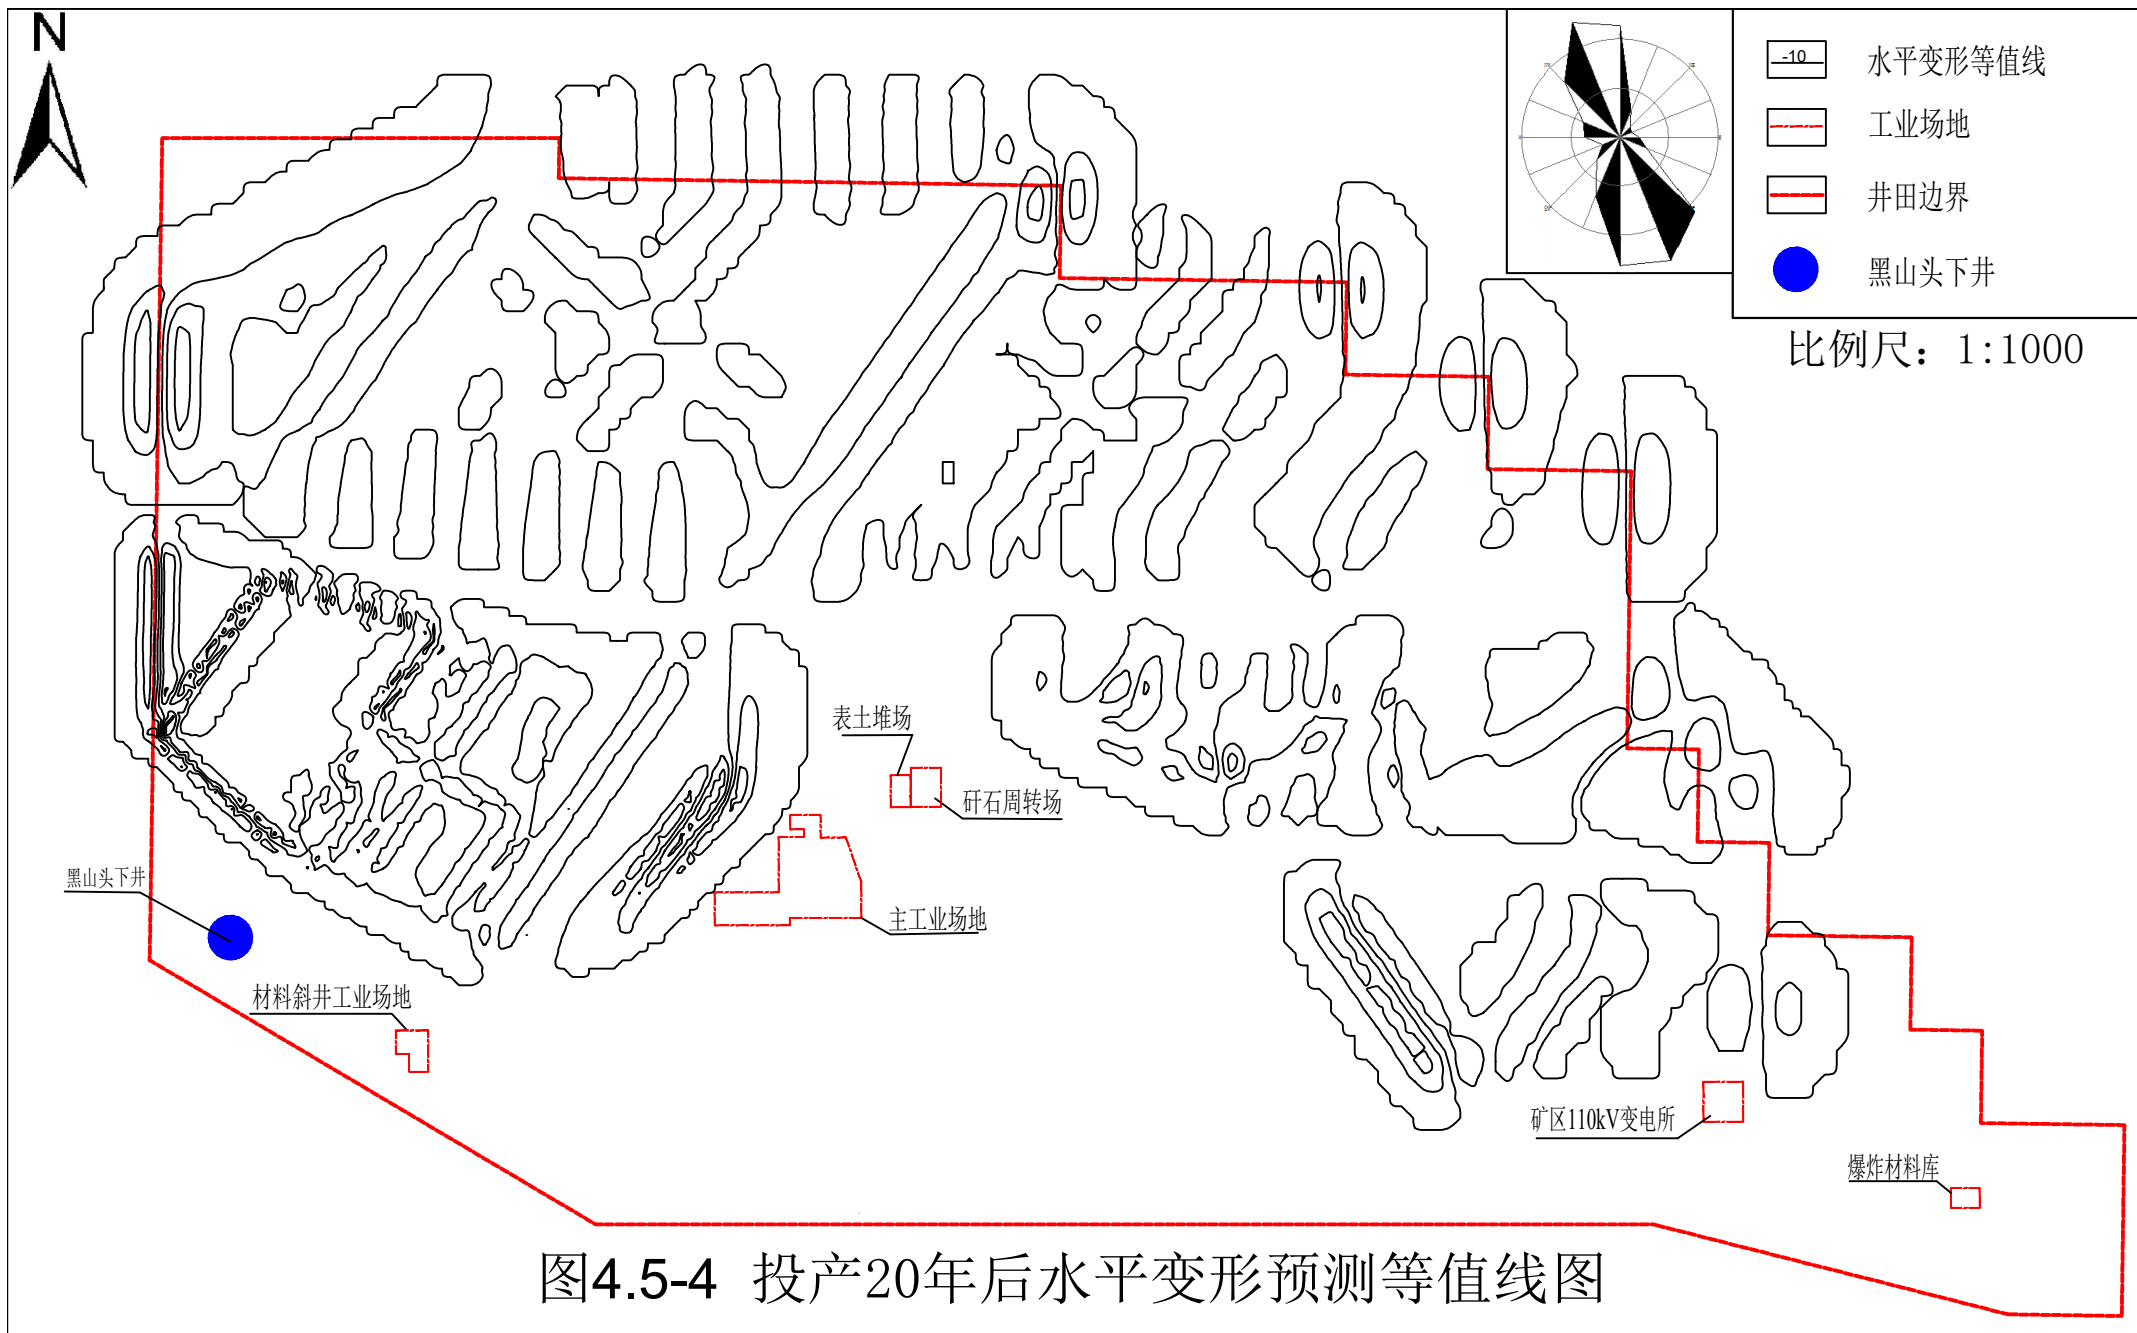 N
-10
水平变形等值线
工业场地
井田边界
黑山头下井
比例尺：1:1000
表土堆场
矸石周转场
主工业场地
黑山头下井
材料斜井工业场地
矿区110kV变电所
爆炸材料库
图4.5-4 投产20年后水平变形预测等值线图